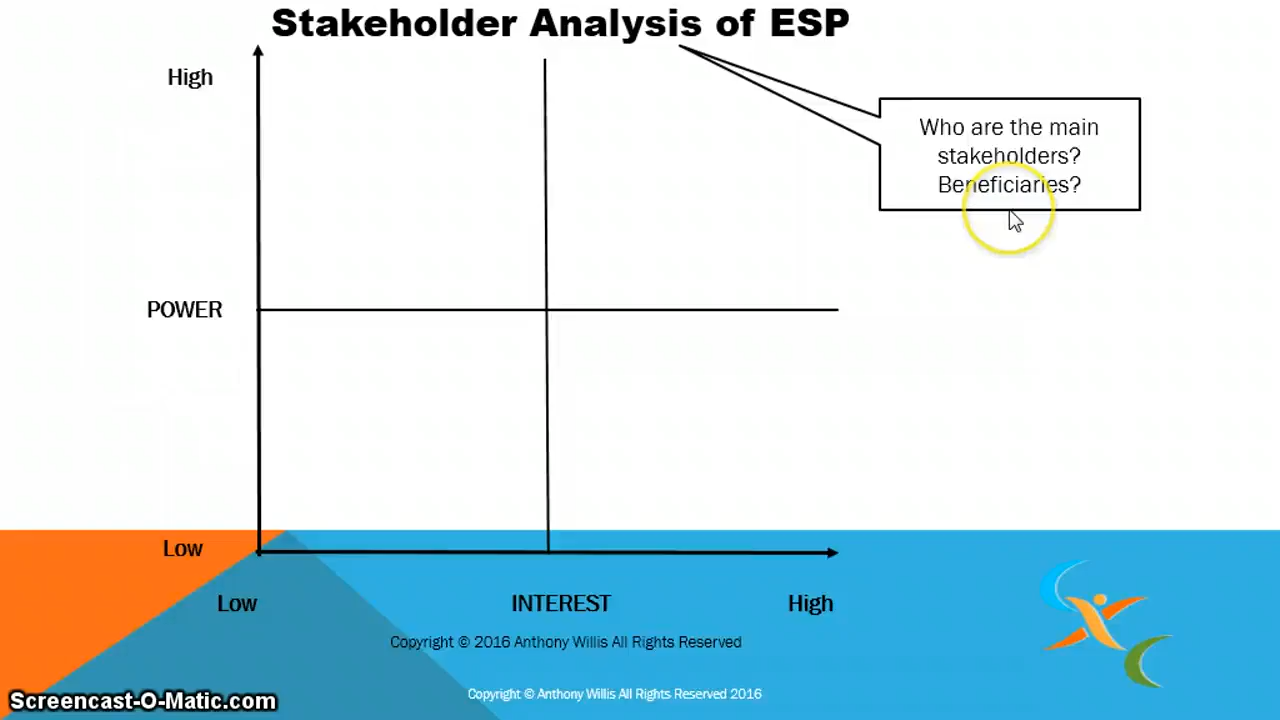 Stakeholder Analysis of ESP
High
Who are the main
stakeholders?
Beneficiaries?
POWER
Low
Low INTEREST High
Copyright © 2016 Anthony Willis All Rights Reserved
Copyright © Anthony Willis All Rights Reserved 2016
Screencast-O-Matic.com